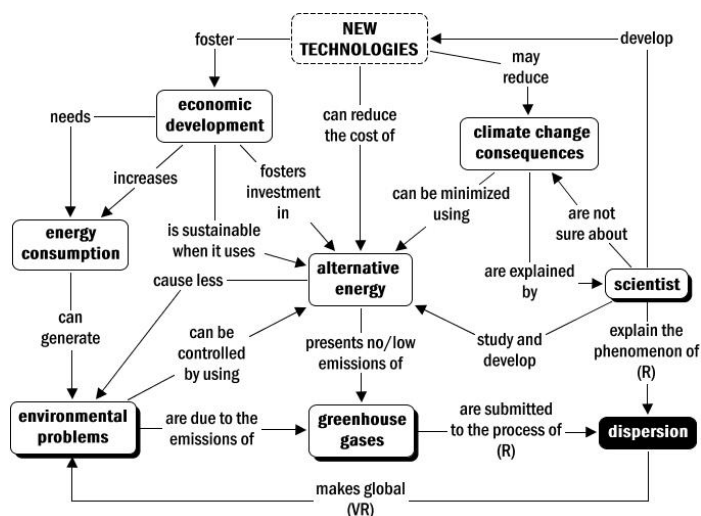 NEW
TECHNOLOGIES
foster
develop
may
reduce
economic
development
needs
can reduce
the cost of
climate change
consequences
increases
fosters
investment
in
can be minimized
using
are not
sure about
energy
consumption
is sustainable
when it uses
alternative
energy
are explained
by
scientist
cause less
can
generate
can be
controlled
by using
presents no/low
emissions of
study and
develop
explain the
phenomenon of
(R)
environmental
problems
are due to the
emissions of
greenhouse
gases
are submitted
to the process of
(R)
dispersion
makes global
(VR)